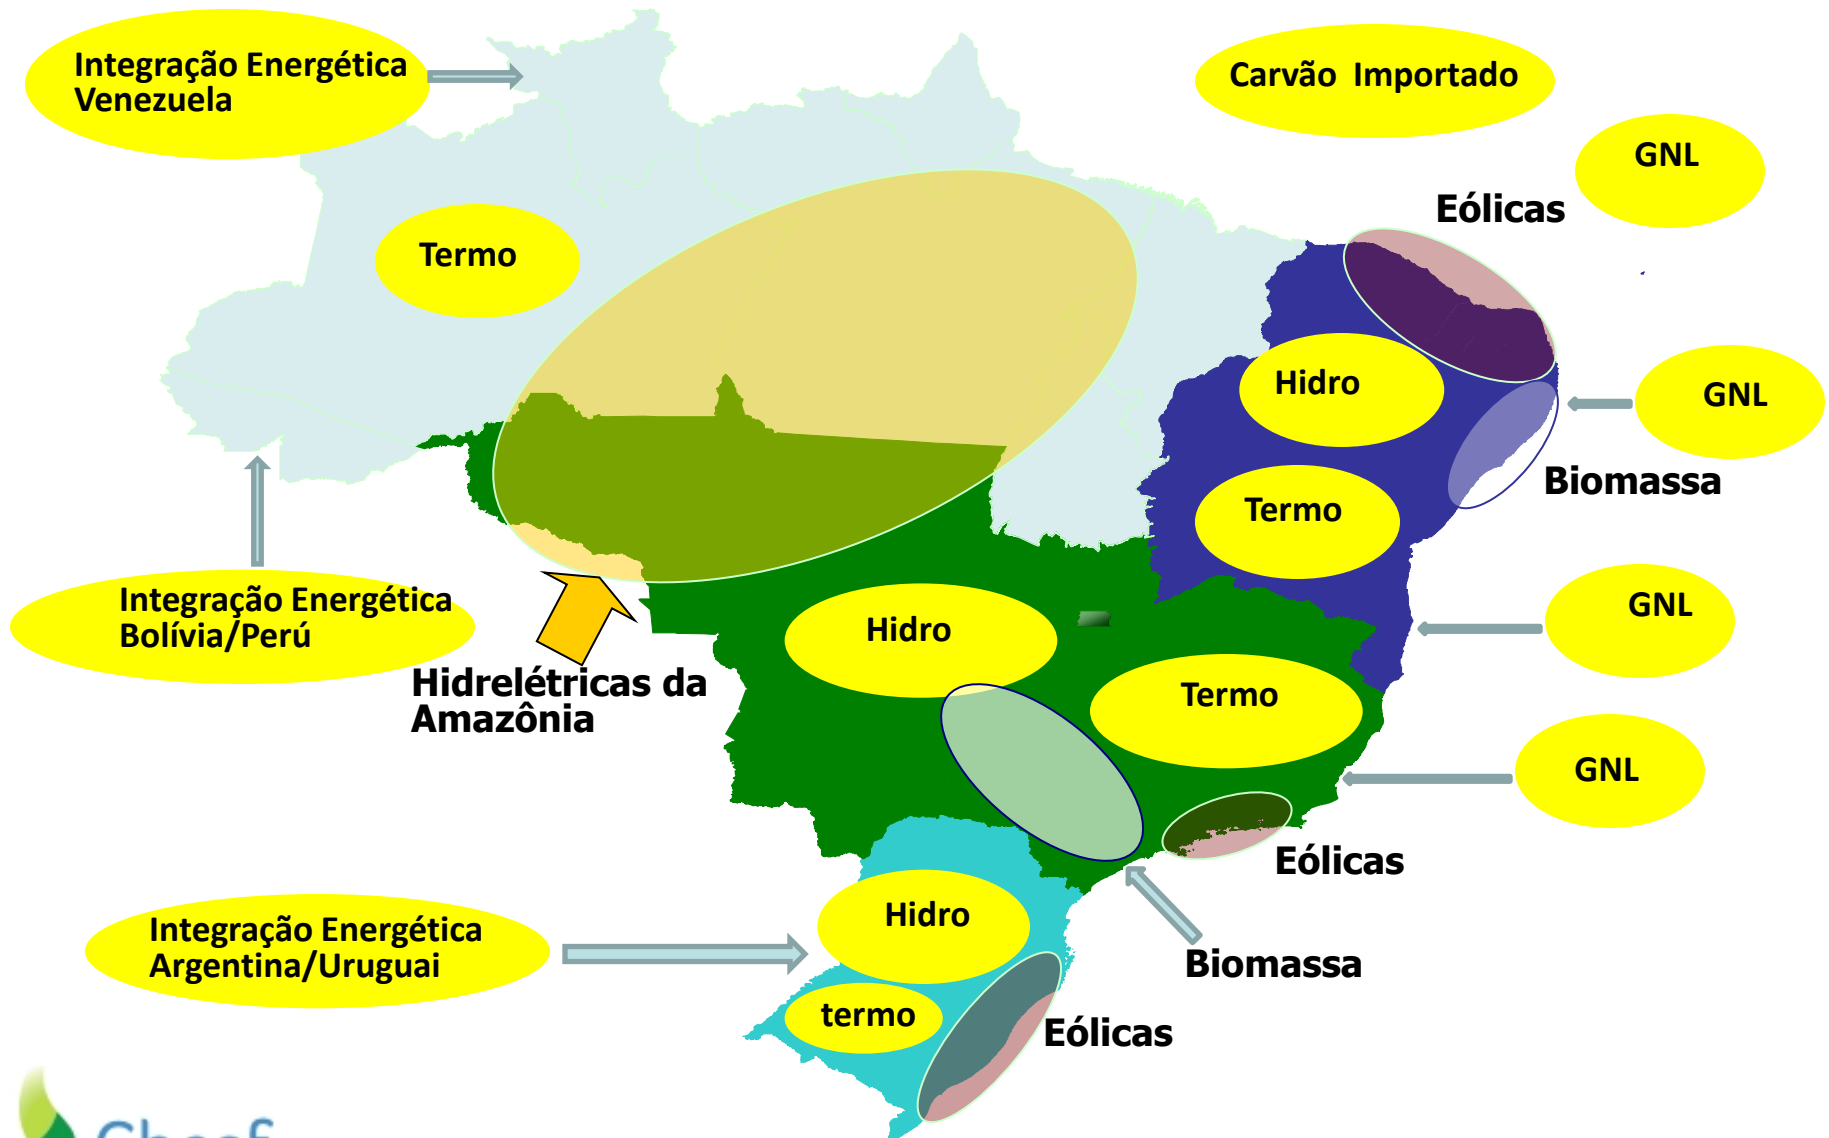 Integração Energética
Venezuela
Carvão Importado
GNL
Eólicas
Termo
Hidro
GNL
Biomassa
Termo
Integração Energética
Bolívia/Perú
GNL
Hidro
Hidrelétricas da
Amazônia
Termo
GNL
Eólicas
Hidro
Integração Energética
Argentina/Uruguai
Biomassa
termo
Eólicas
Chesf